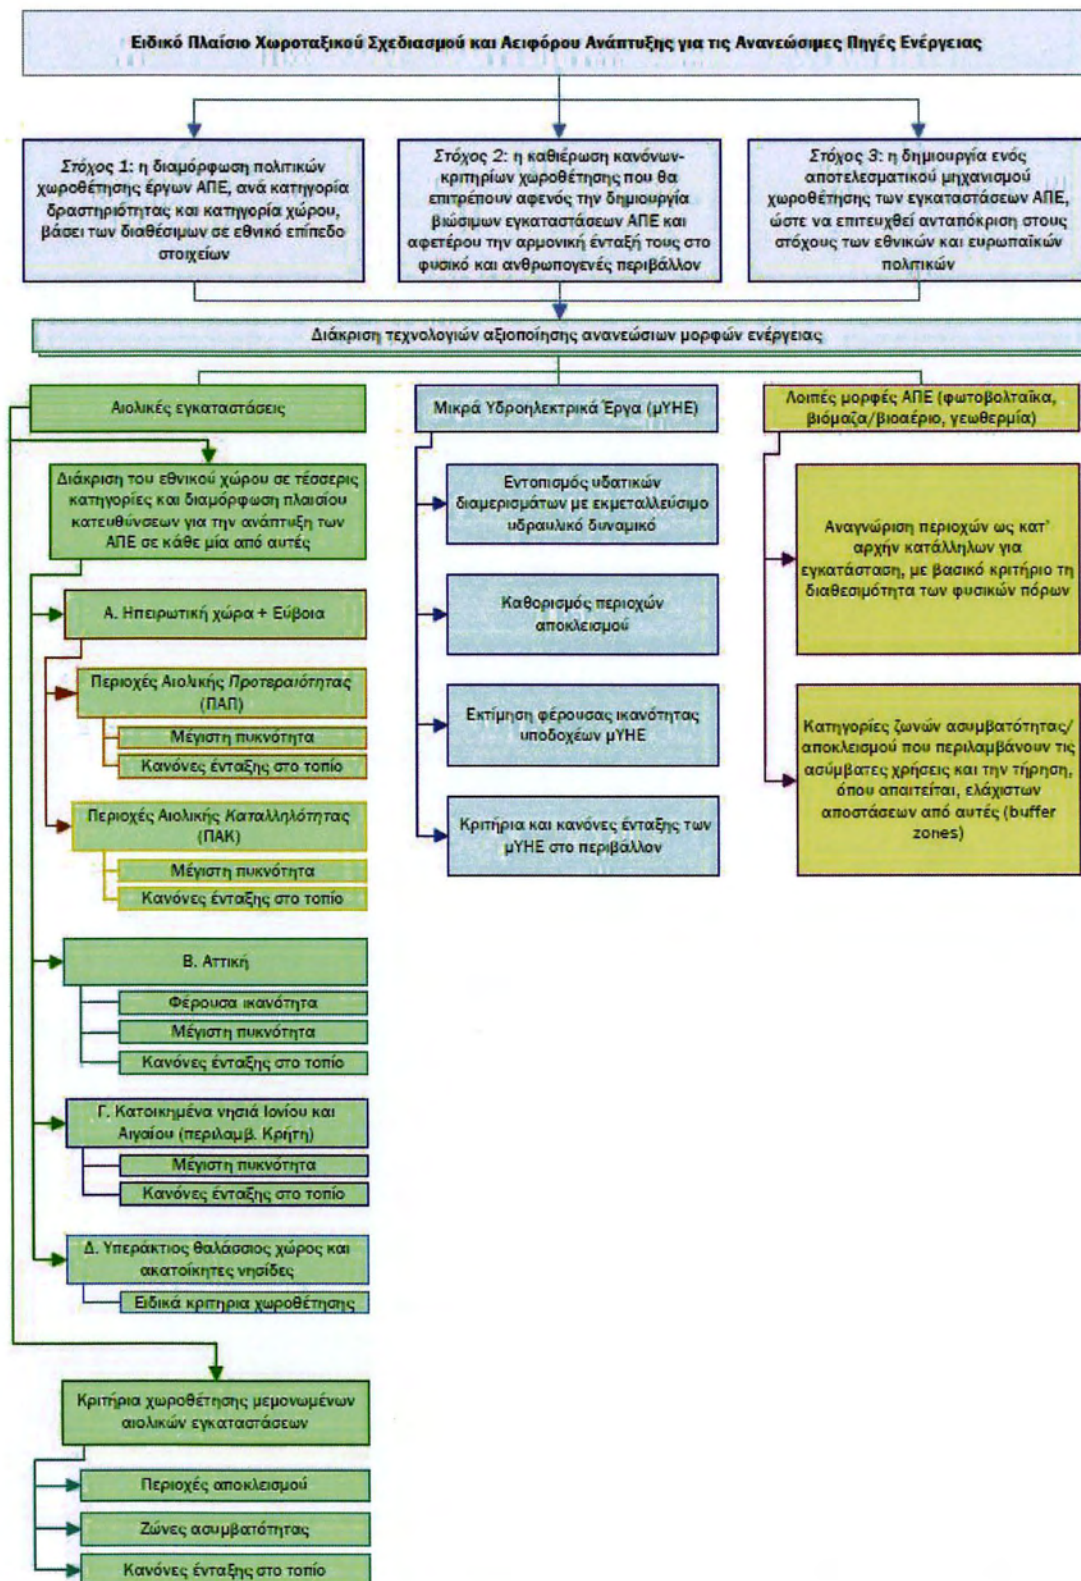 Ειδικό Πλαίσιο Χωροταξικού Σχεδιασμού και Αειφόρου Ανάπτυξης για τις Ανανεώσιμες Πηγές Ενέργειας
Στόχος 1: η διαμόρφωση πολιτικών
χωροθέτησης έργων ΑΠΕ, ανά κατηγορία
δραστηριότητας και κατηγορία χώρου,
βάσει των διαθέσιμων σε εθνικό επίπεδο
στοιχείων
Στόχος 2: η καθιέρωση κανόνων-
κριτηρίων χωροθέτησης που θα
επιτρέπουν αφενός την δημιουργία
βιώσιμων εγκαταστάσεων ΑΠΕ και
αφετέρου την αρμονική ένταξή τους στο
φυσικό και ανθρωπογενές περιβάλλον
Στόχος 3: η δημιουργία ενός
αποτελεσματικού μηχανισμού
χωροθέτησης των εγκαταστάσεων ΑΠΕ,
ώστε να επιτευχθεί ανταπόκριση στους
στόχους των εθνικών και ευρωπαϊκών
πολιτικών
Διάκριση τεχνολογιών αξιοποίησης ανανεώσιων μορφών ενέργειας
Αιολικές εγκαταστάσεις
Διάκριση του εθνικού χώρου σε τέσσερις
κατηγορίες και διαμόρφωση πλαισίου
κατευθύνσεων για την ανάπτυξη των
ΑΠΕ σε κάθε μία από αυτές
Α. Ηπειρωτική χώρα + Εύβοια
Περιοχές Αιολικής Προτεραιότητας
(ΠΑΠ)
Μέγιστη πυκνότητα
Κανόνες ένταξης στο τοπίο
Περιοχές Αιολικής Καταλληλότητας
(ΠΑΚ)
Μέγιστη πυκνότητα
Κανόνες ένταξης στο τοπίο
Β. Αττική
Φέρουσα ικανότητα
Μέγιστη πυκνότητα
Κανόνες ένταξης στο τοπίο
Γ. Κατοικημένα νησιά Ιονίου και
Αιγαίου (περιλαμβ. Κρήτη)
Μέγιστη πυκνότητα
Κανόνες ένταξης στο τοπίο
Δ. Υπεράκτιος θαλάσσιος χώρος και
ακατοίκητες νησίδες
Ειδικά κριτηρια χωροθέτησης
Κριτήρια χωροθέτησης μεμονωμένων
αιολικών εγκαταστάσεων
Περιοχές αποκλεισμού
Ζώνες ασυμβατότητας
Κανόνες ένταξης στο τοπίο
Μικρά Υδροηλεκτρικά Έργα (μΥΗΕ)
Εντοπισμός υδατικών
διαμερισμάτων με εκμεταλλεύσιμο
υδραυλικό δυναμικό
Καθορισμός περιοχών
αποκλεισμού
Εκτίμηση φέρουσας ικανότητας
υποδοχέων μΥΗΕ
Κριτήρια και κανόνες ένταξης των
μΥΗΕ στο περιβάλλον
Λοιπές μορφές ΑΠΕ (φωτοβολταϊκα,
βιόμαζα/βιοαέριο, γεωθερμία)
Αναγνώριση περιοχών ως κατ'
αρχήν κατάλληλων για
εγκατάσταση, με βασικό κριτήριο τη
διαθεσιμότητα των φυσικών πόρων
Κατηγορίες ζωνών ασυμβατότητας/
αποκλεισμού που περιλαμβάνουν τις
ασύμβατες χρήσεις και την τήρηση,
όπου απαιτείται, ελάχιστων
αποστάσεων από αυτές (buffer
zones)